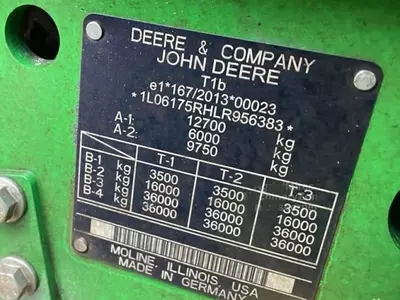 DEERE & COMPANY
JOHN DEERE
T1b
e1*167/2013*00023
*1L06175RHLR956383*
12700 kg
A-1: 6000 kg
A-2: 9750 kg
T-1 T-2 T-3
B-1 kg 3500 3500 3500
B-2 kg 16000 16000 16000
B-3 kg 36000 36000 36000
B-4 kg 36000 36000 36000
MOLINE, ILLINOIS, USA
MADE IN GERMANY